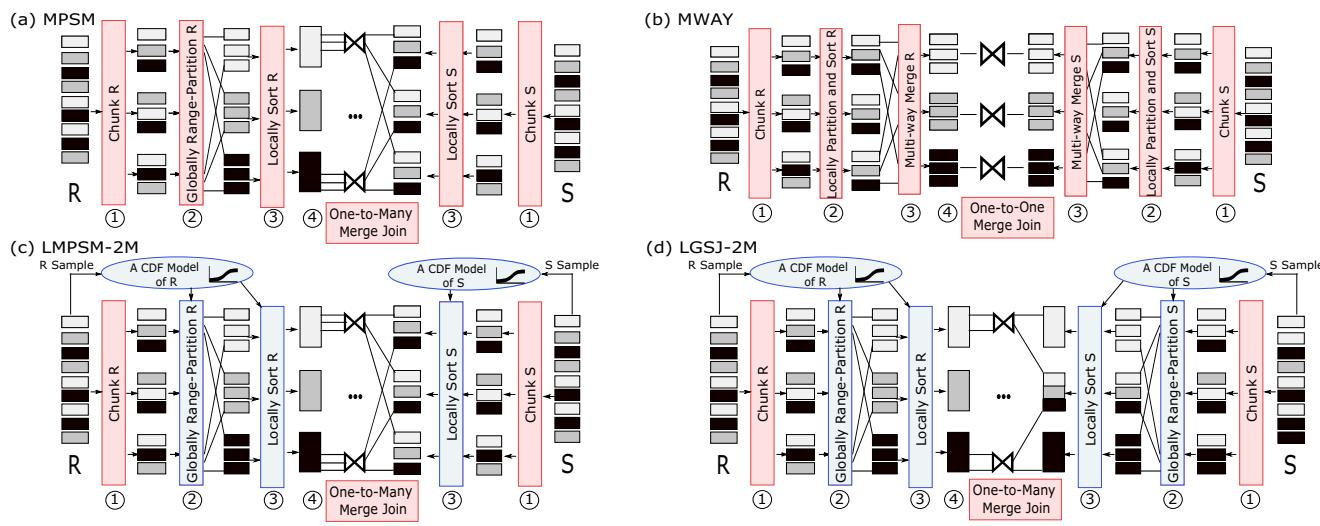 (a) MPSM
R
Chunk R
①
Globally Range-Partition R
②
Locally Sort R
③
④
•••
One-to-Many
Merge Join
Locally Sort S
③
Chunk S
①
S
(b) MWAY
R
Chunk R
①
Locally Partition and Sort R
②
Multi-way Merge R
③
④
One-to-One
Merge Join
Multi-way Merge S
③
Locally Partition and Sort S
②
Chunk S
①
S
(c) LMPSM-2M
R Sample
A CDF Model
of R
A CDF Model
of S
S Sample
R
Chunk R
①
Globally Range-Partition R
②
Locally Sort R
③
④
•••
One-to-Many
Merge Join
Locally Sort S
③
Chunk S
①
S
(d) LGSJ-2M
R Sample
A CDF Model
of R
A CDF Model
of S
S Sample
R
Chunk R
①
Globally Range-Partition R
②
Locally Sort R
③
④
•••
One-to-Many
Merge Join
Locally Sort S
③
Globally Range-Partition S
②
Chunk S
①
S